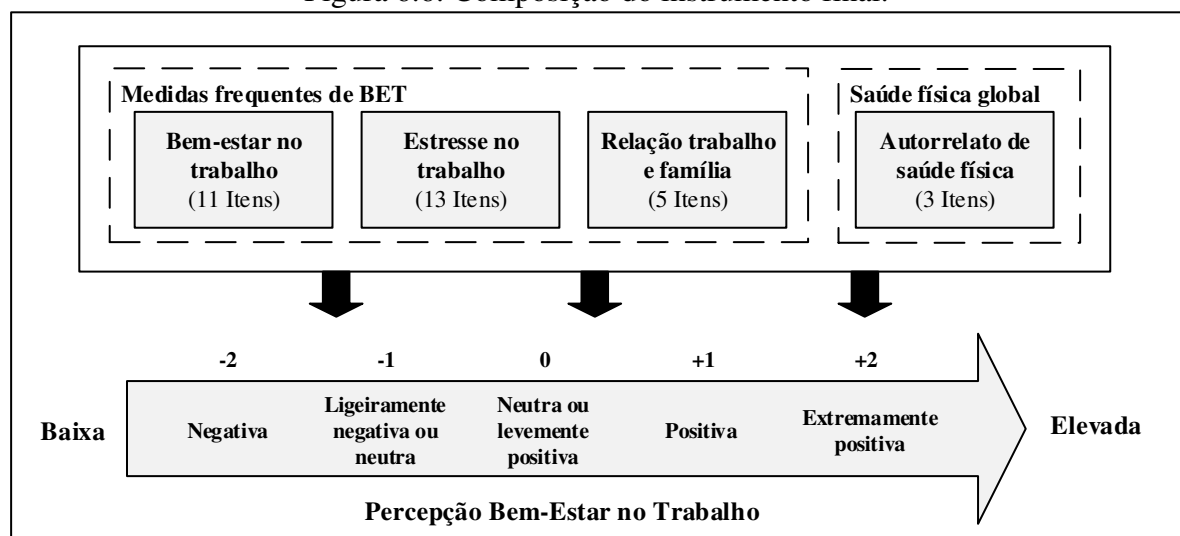 Figura Composição do instrumento final.
Medidas frequentes de BET
Saúde física global
Bem-estar no
trabalho
(11 Itens)
Estresse no
trabalho
(13 Itens)
Relação trabalho
e família
(5 Itens)
Autorrelato de
saúde física
(3 Itens)
-2 -1 0 +1 +2
Baixa
Negativa
Ligeiramente
negativa ou
neutra
Neutra ou
levemente
positiva
Positiva
Extremamente
positiva
Elevada
Percepção Bem-Estar no Trabalho